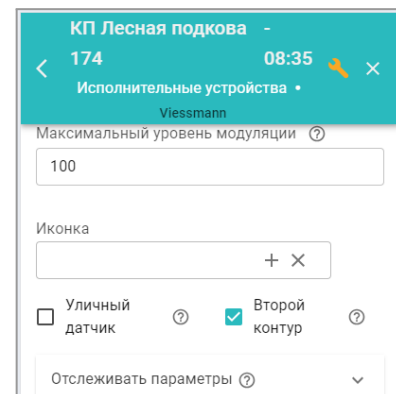 КП Лесная подкова -
174 08:35
Исполнительные устройства •
Viessmann
Максимальный уровень модуляции ?
100
Иконка
Уличный датчик ?
Второй контур ?
Отслеживать параметры ?